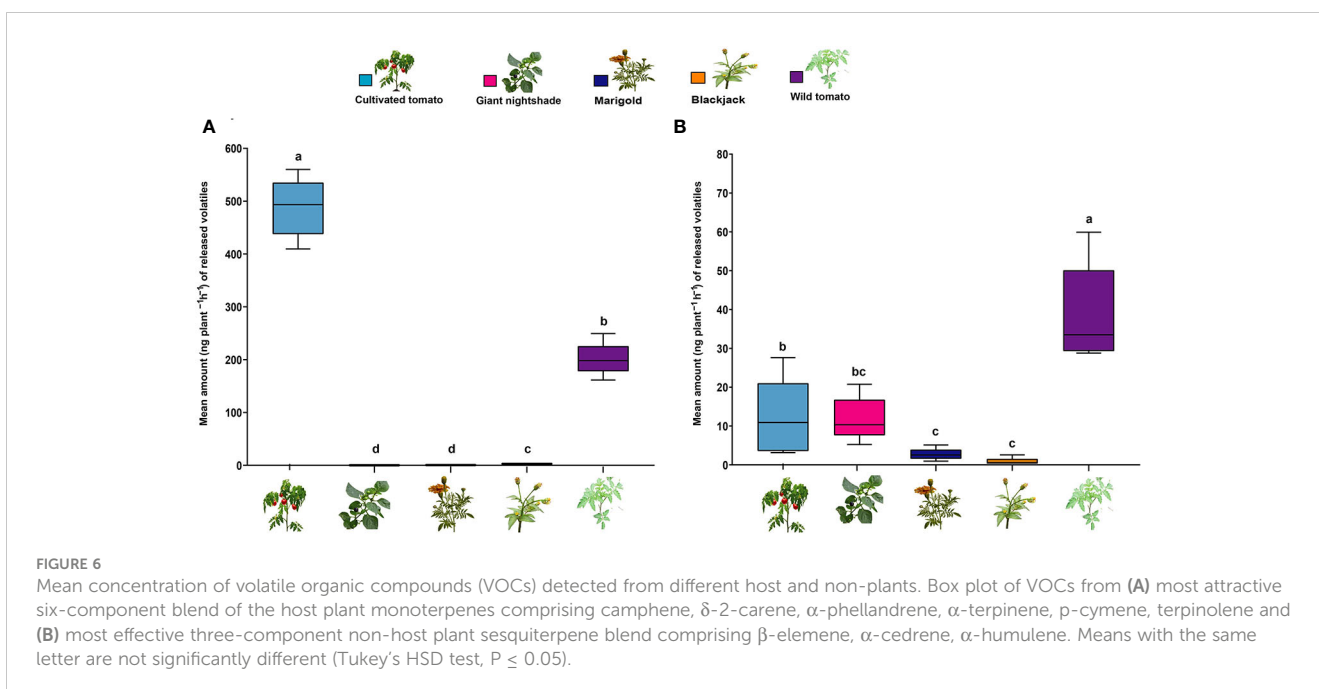 Cultivated tomato
Giant nightshade
Marigold
Blackjack
Wild tomato
A
Mean amount (ng plant ⁻¹h⁻¹) of released volatiles
600
500
400
300
200
100
0
a
d
d
c
b
B
Mean amount (ng plant⁻¹ h⁻¹) of released volatiles
80
70
60
50
40
30
20
10
0
b
bc
c
c
a
FIGURE 6
Mean concentration of volatile organic compounds (VOCs) detected from different host and non-plants. Box plot of VOCs from (A) most attractive
six-component blend of the host plant monoterpenes comprising camphene, δ-2-carene, α-phellandrene, α-terpinene, p-cymene, terpinolene and
(B) most effective three-component non-host plant sesquiterpene blend comprising β-elemene, α-cedrene, α-humulene. Means with the same
letter are not significantly different (Tukey's HSD test, P ≤ 0.05).